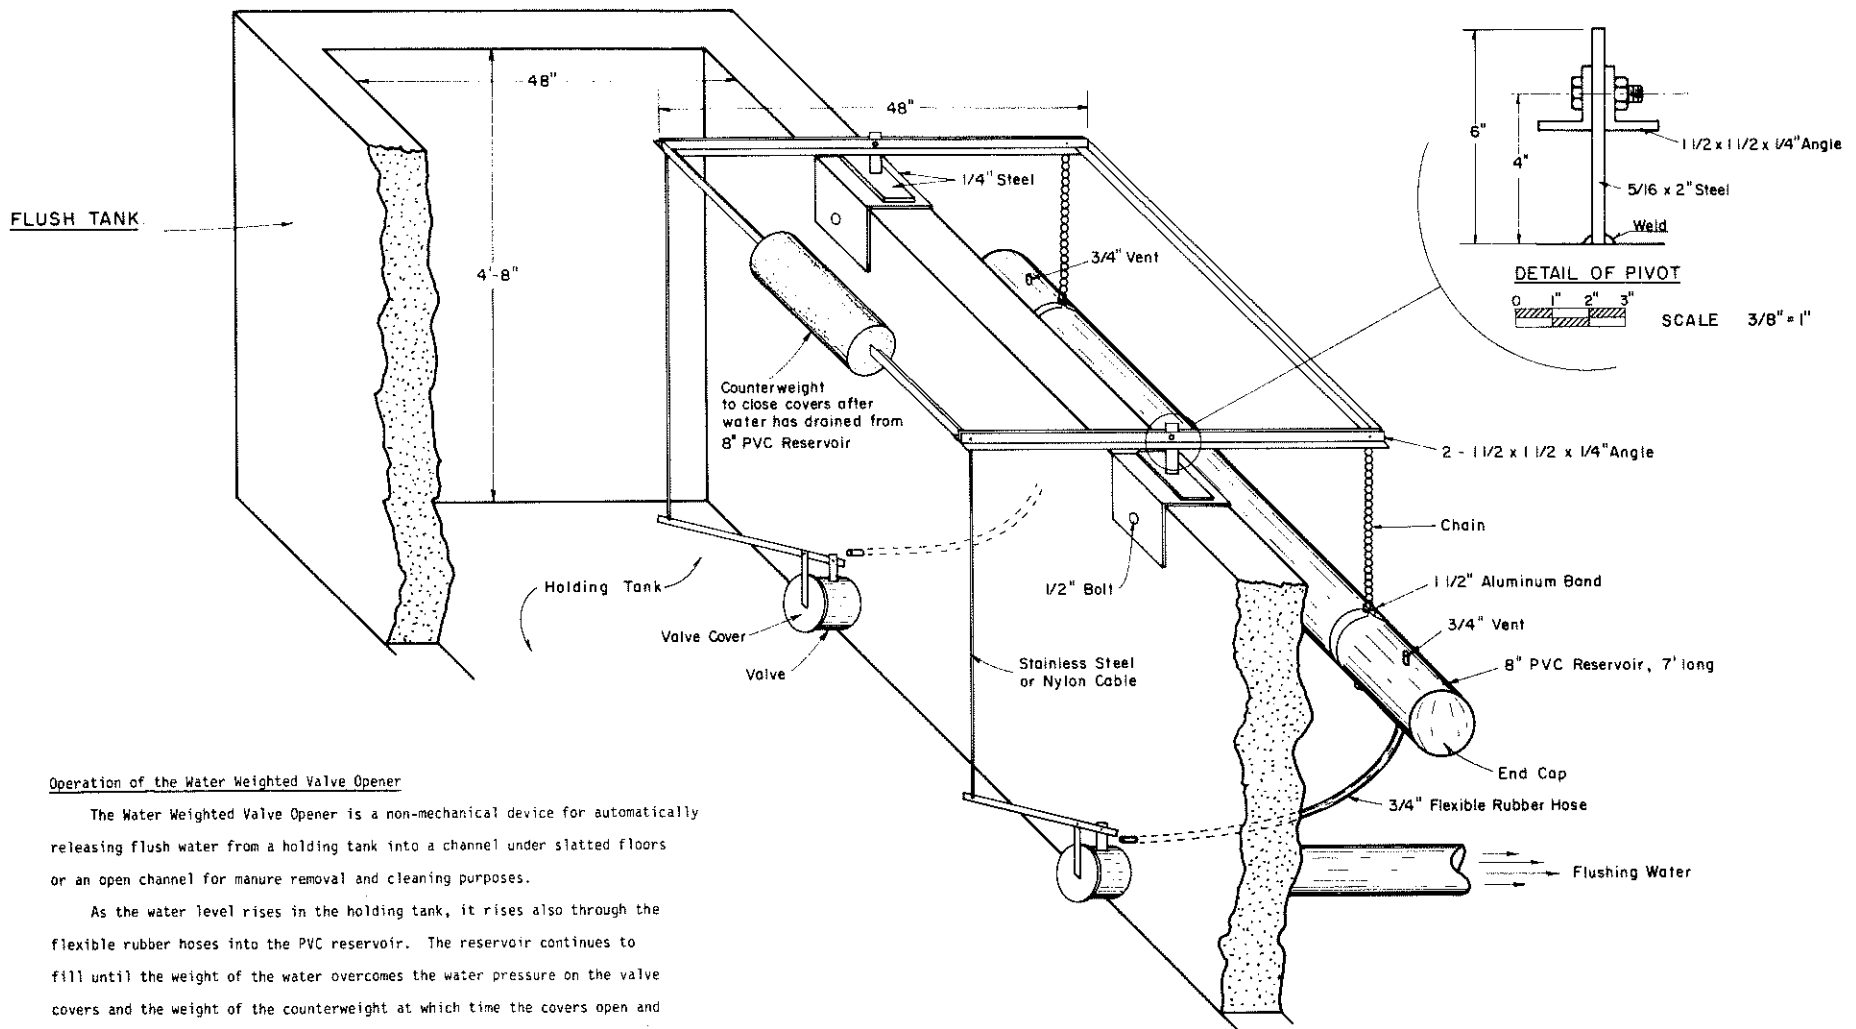 48"
48"
FLUSH TANK
4'-8"
1/4" Steel
3/4" Vent
6"
4"
1 1/2 x 1 1/2 x 1/4" Angle
5/16 x 2" Steel
Weld
DETAIL OF PIVOT
0 1" 2" 3"
SCALE 3/8" = 1"
Counterweight
to close covers after
water has drained from
8" PVC Reservoir
2 - 1 1/2 x 1 1/2 x 1/4" Angle
Chain
Holding Tank
1/2" Bolt
1 1/2" Aluminum Band
3/4" Vent
Valve Cover
Valve
Stainless Steel
or Nylon Cable
8" PVC Reservoir, 7' long
End Cap
3/4" Flexible Rubber Hose
Flushing Water
Operation of the Water Weighted Valve Opener
The Water Weighted Valve Opener is a non-mechanical device for automatically
releasing flush water from a holding tank into a channel under slatted floors
or an open channel for manure removal and cleaning purposes.
As the water level rises in the holding tank, it rises also through the
flexible rubber hoses into the PVC reservoir. The reservoir continues to
fill until the weight of the water overcomes the water pressure on the valve
covers and the weight of the counterweight at which time the covers open and